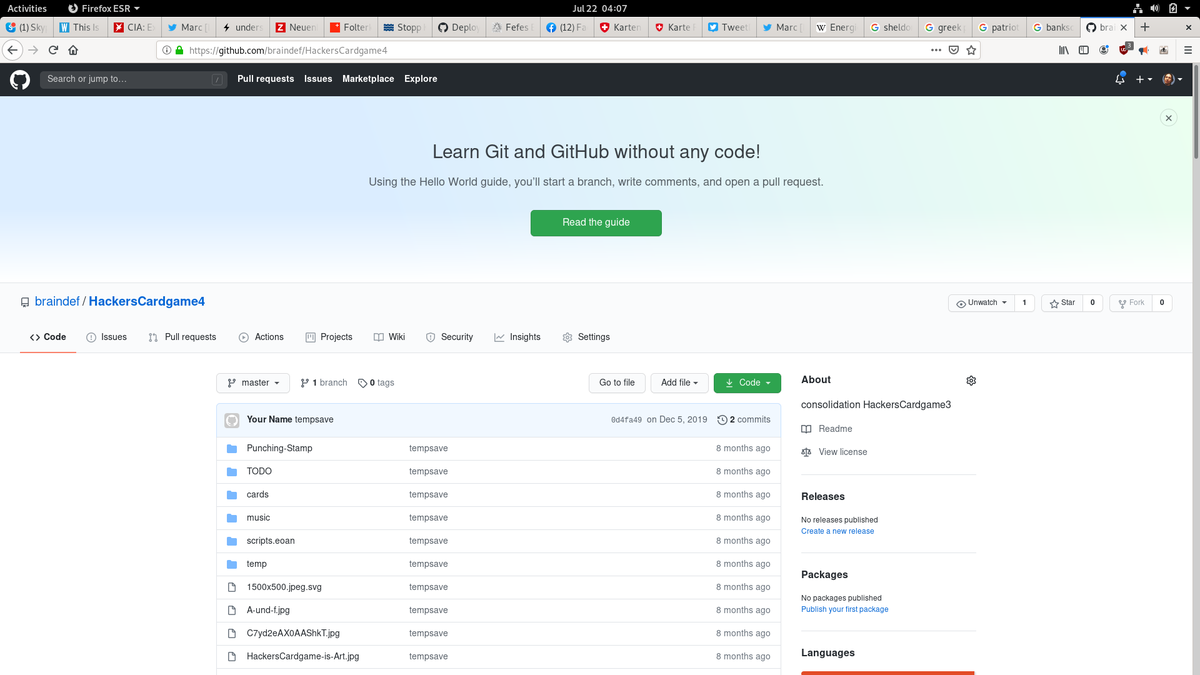 Activities Firefox ESR Jul 22 04:07
(1) Sky This Is CIA: E Marc | unders Neuem Folter Stopp Deploy Fefes (12) Fa Karten Karte Tweet Marc | Energi sheldo greek patriot banksc brai
https://github.com/braindef/HackersCardgame4
Search or jump to… / Pull requests Issues Marketplace Explore
Learn Git and GitHub without any code!
Using the Hello World guide, you’ll start a branch, write comments, and open a pull request.
Read the guide
braindef / HackersCardgame4
Unwatch 1 Star 0 Fork 0
Code Issues Pull requests Actions Projects Wiki Security Insights Settings
master 1 branch 0 tags Go to file Add file Code
Your Name tempsave 0d4fa49 on Dec 5, 2019 2 commits
Punching-Stamp tempsave 8 months ago
TODO tempsave 8 months ago
cards tempsave 8 months ago
music tempsave 8 months ago
scripts.eoan tempsave 8 months ago
temp tempsave 8 months ago
1500x500.jpeg.svg tempsave 8 months ago
A-und-f.jpg tempsave 8 months ago
C7yd2eAX0AAShkT.jpg tempsave 8 months ago
HackersCardgame-is-Art.jpg tempsave 8 months ago
About
consolidation HackersCardgame3
Readme
View license
Releases
No releases published
Create a new release
Packages
No packages published
Publish your first package
Languages